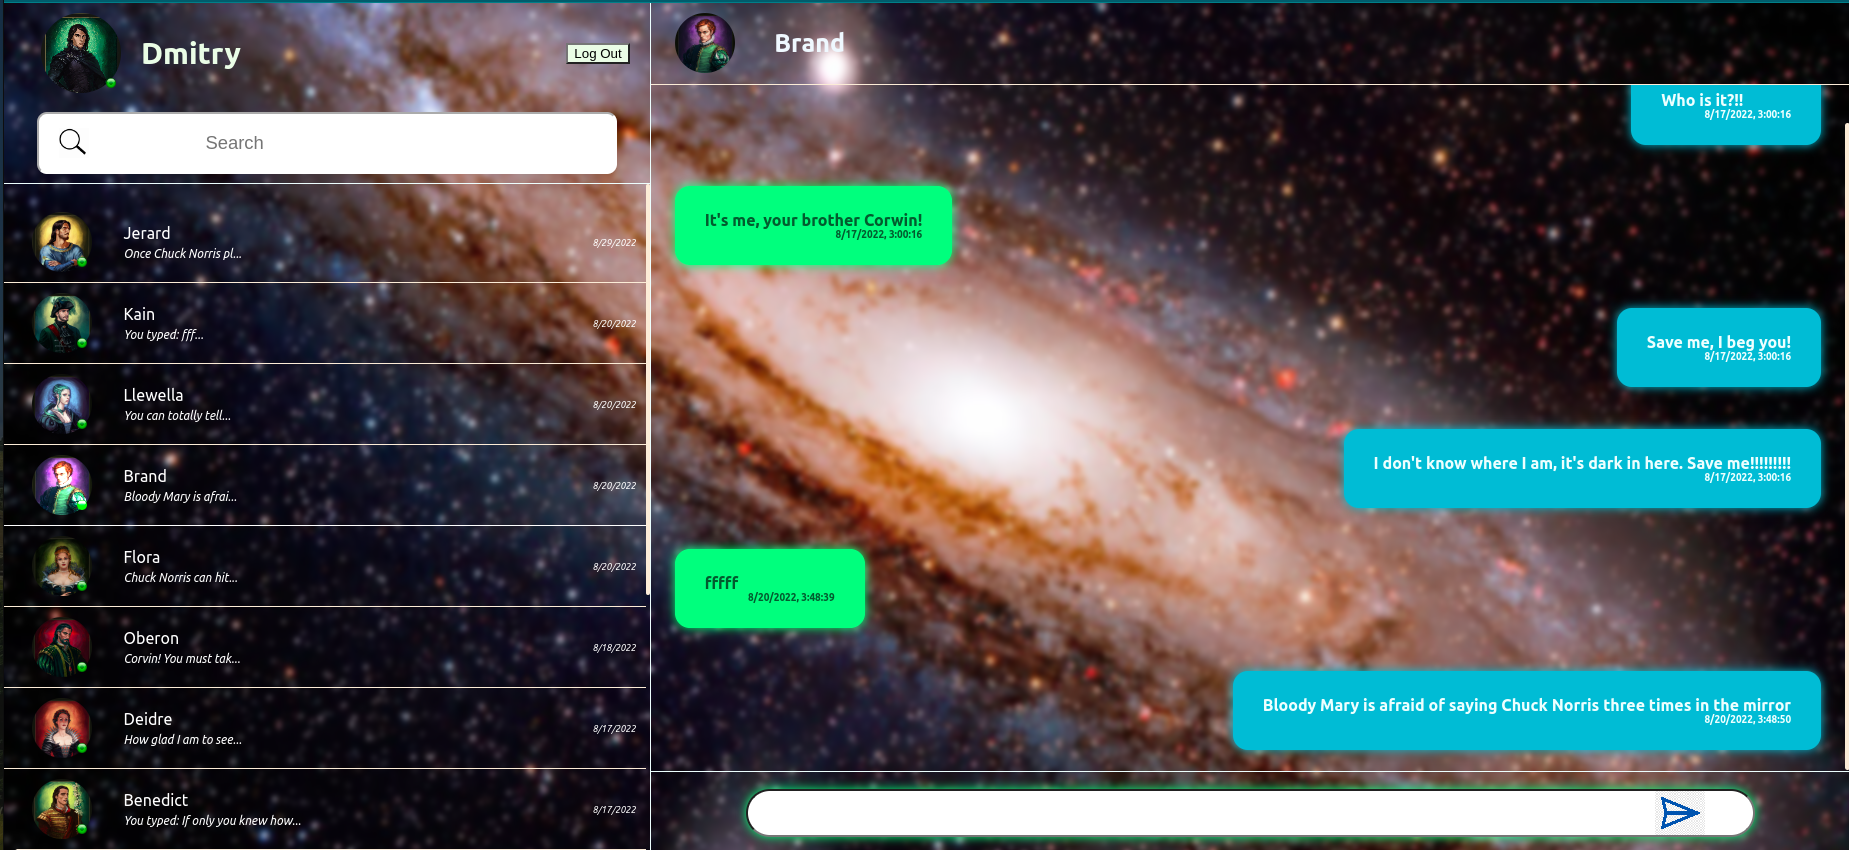 Dmitry
Log Out
Search
Jerard
Once Chuck Norris pl...
8/29/2022
Kain
You typed: fff...
8/20/2022
Llewella
You can totally tell...
8/20/2022
Brand
Bloody Mary is afrai...
8/20/2022
Flora
Chuck Norris can hit...
8/20/2022
Oberon
Corvin! You must tak...
8/18/2022
Deidre
How glad I am to see...
8/17/2022
Benedict
You typed: If only you knew how...
8/17/2022
Brand
Who is it?!!
8/17/2022, 3:00:16
It's me, your brother Corwin!
8/17/2022, 3:00:16
Save me, I beg you!
8/17/2022, 3:00:16
I don't know where I am, it's dark in here. Save me!!!!!!!!!
8/17/2022, 3:00:16
fffff
8/20/2022, 3:48:39
Bloody Mary is afraid of saying Chuck Norris three times in the mirror
8/20/2022, 3:48:50